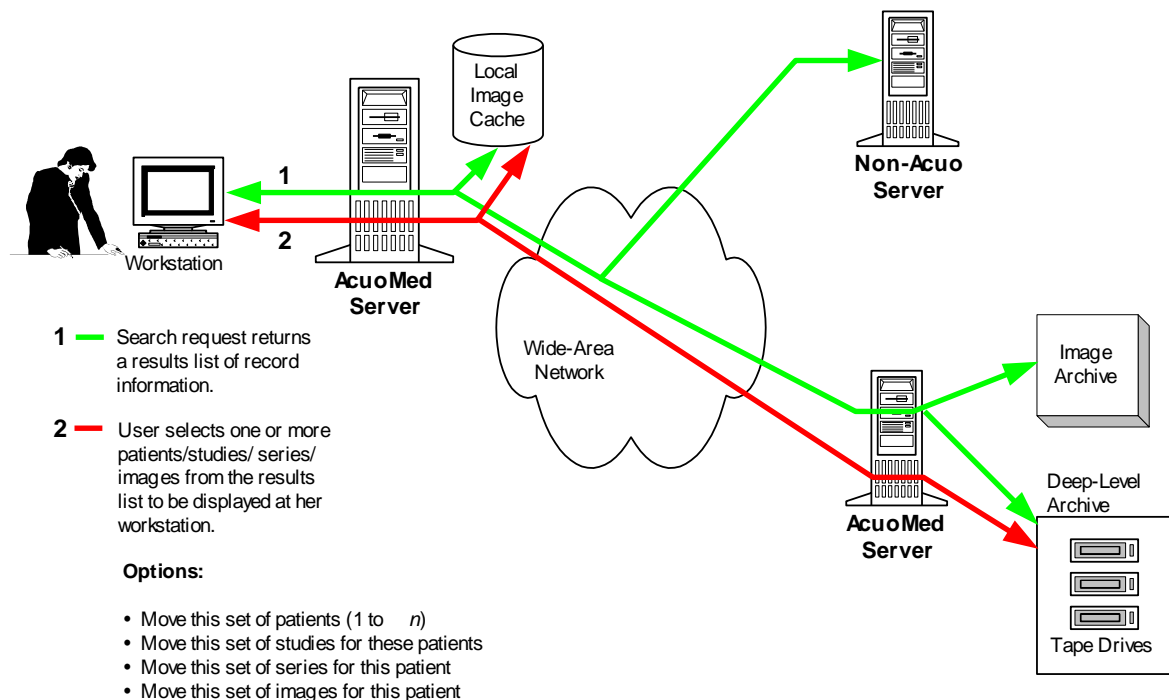 Local
Image
Cache
Non-Acuo
Server
1
2
Workstation
AcuoMed
Server
1
Search request returns
a results list of record
information.
Wide-Area
Network
Image
Archive
2
User selects one or more
patients/studies/ series/
images from the results
list to be displayed at her
workstation.
Deep-Level
Archive
AcuoMed
Server
Tape Drives
Options:
• Move this set of patients (1 to n)
• Move this set of studies for these patients
• Move this set of series for this patient
• Move this set of images for this patient